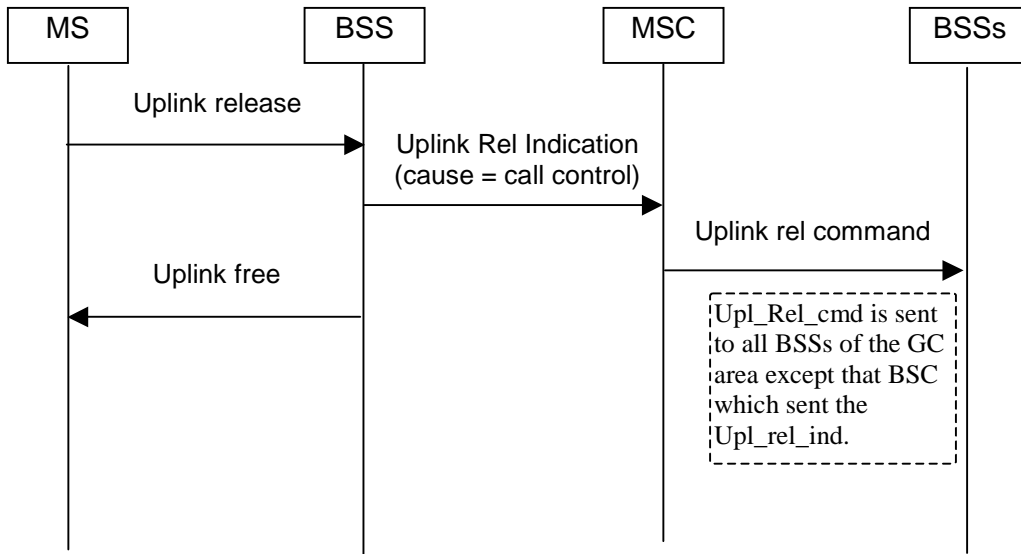 MS
BSS
MSC
BSSs
Uplink release
Uplink Rel Indication
(cause = call control)
Uplink rel command
Uplink free
Upl_Rel_cmd is sent
to all BSSs of the GC
area except that BSC
which sent the
Upl_rel_ind.